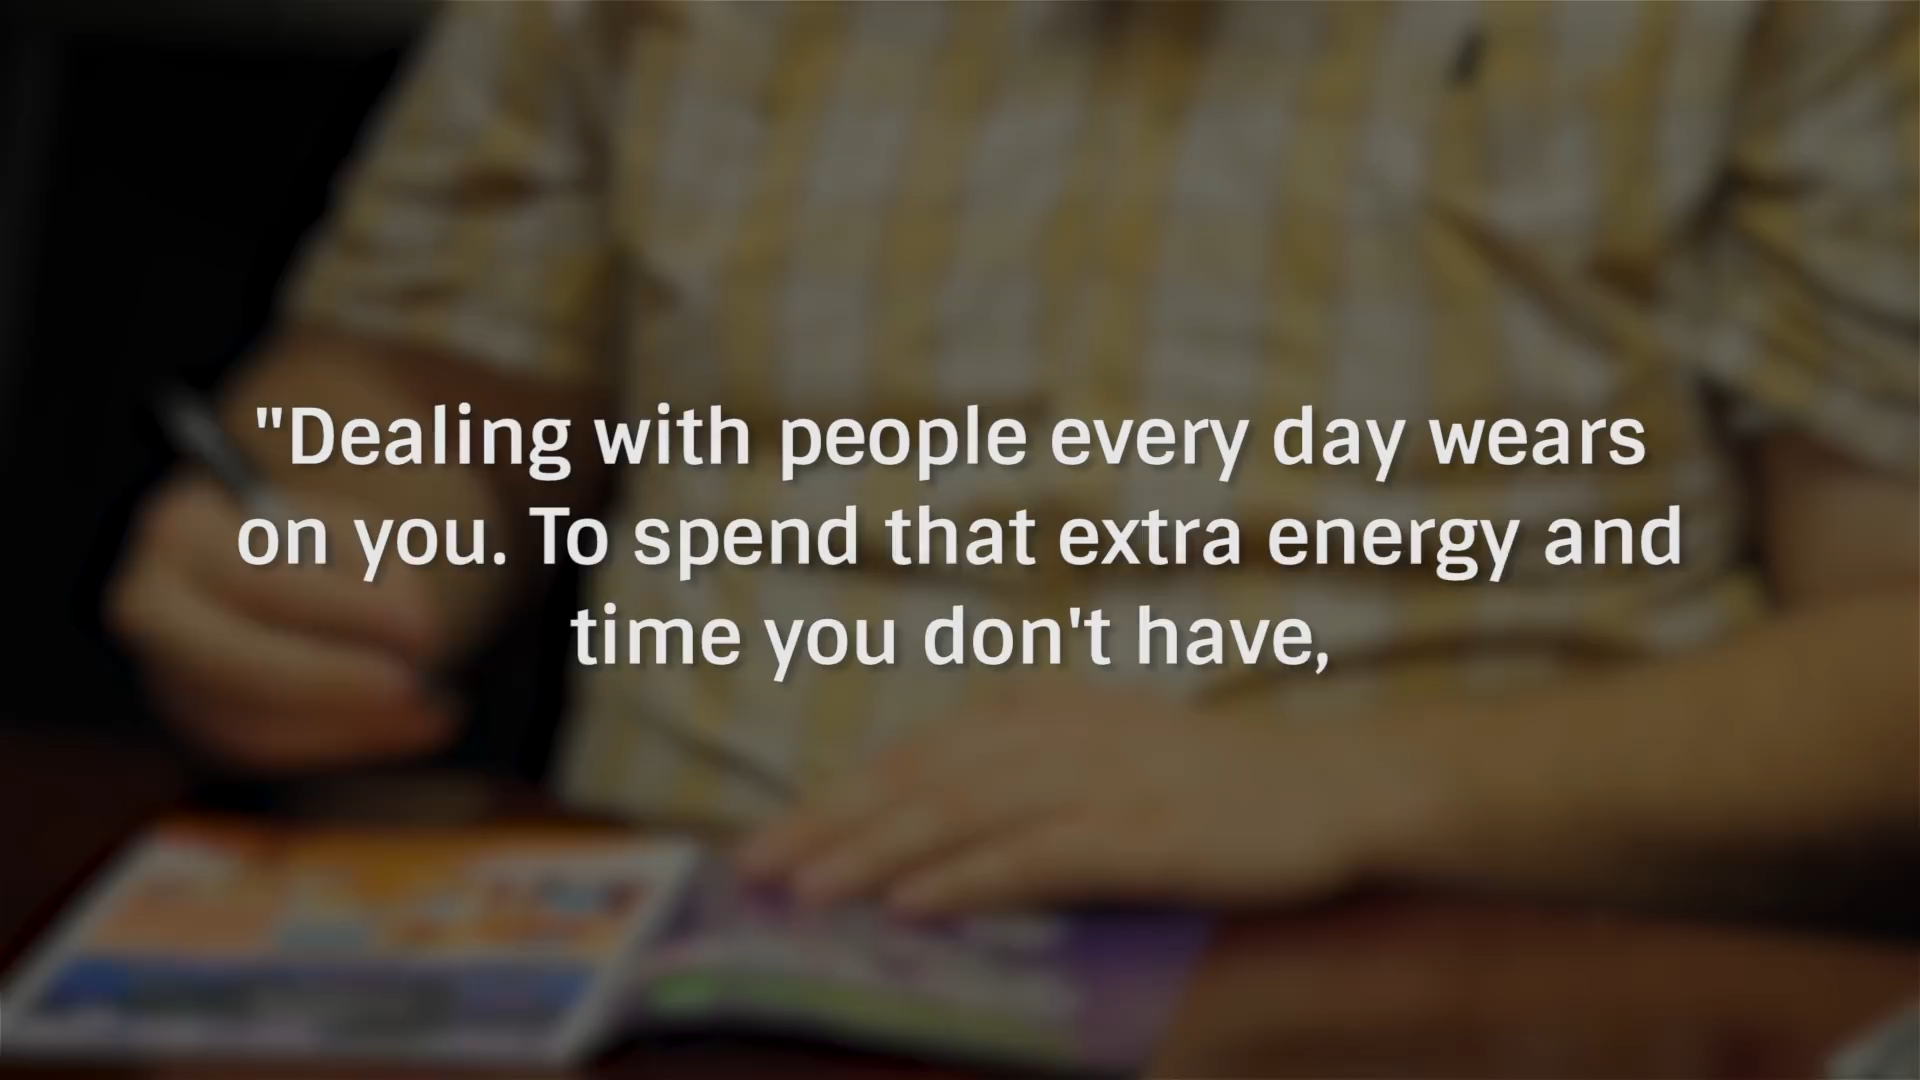 "Dealing with people every day wears
on you. To spend that extra energy and
time you don't have,